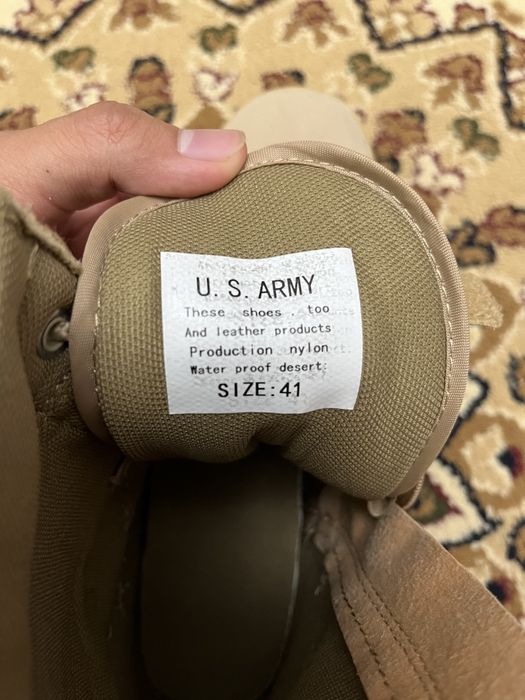 U.S.ARMY
These shoes . too
And leather products
Production nylon
Water proof desert:
SIZE:41